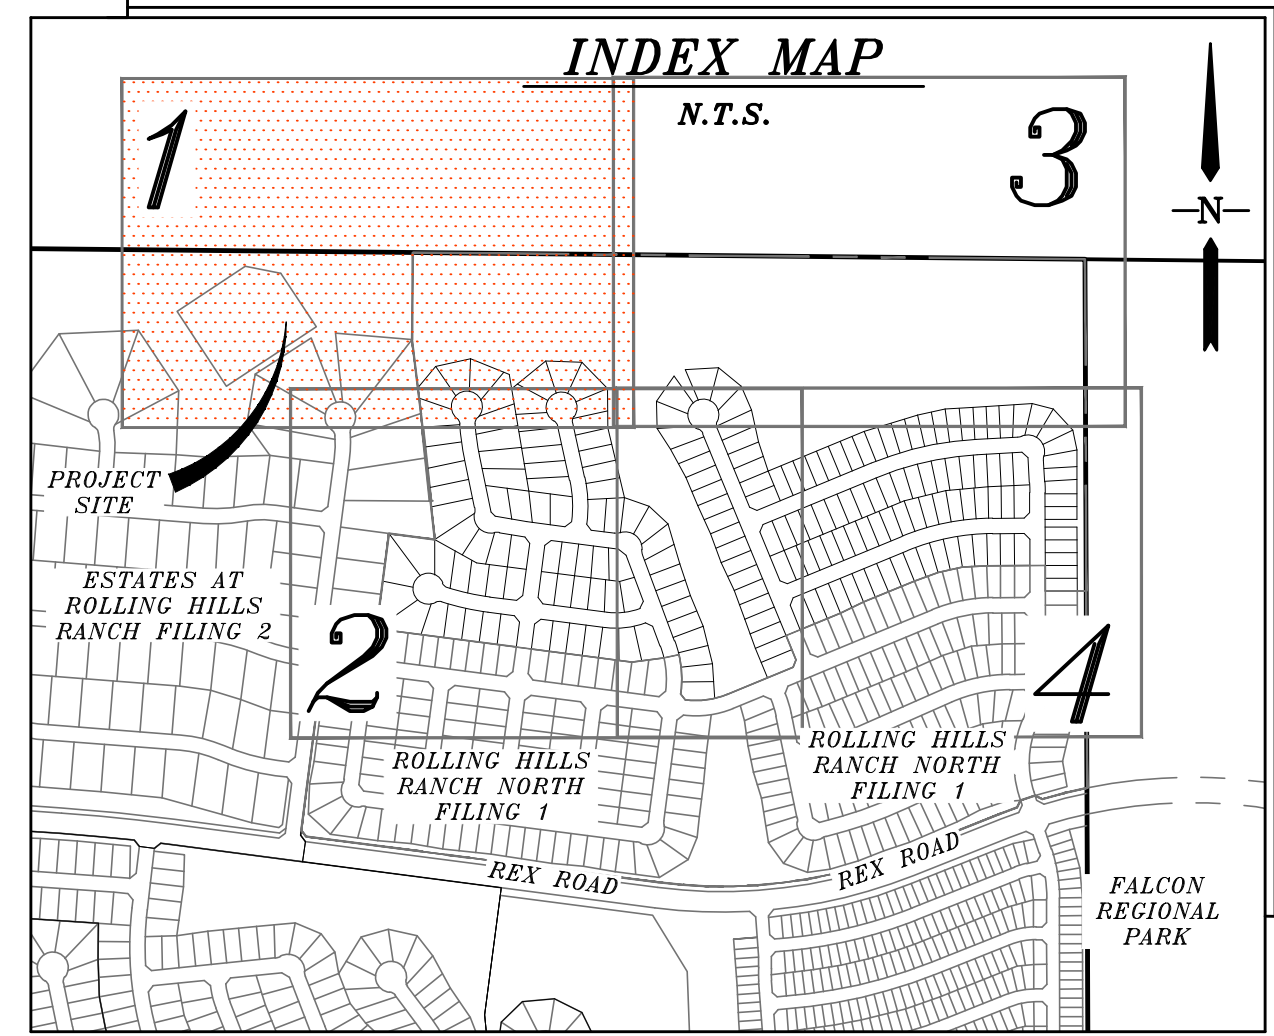 INDEX MAP
N.T.S.
1
3
N
PROJECT
SITE
ESTATES AT
ROLLING HILLS
RANCH FILING 2
2
4
ROLLING HILLS
RANCH NORTH
FILING 1
ROLLING HILLS
RANCH NORTH
FILING 1
REX ROAD
REX ROAD
FALCON
REGIONAL
PARK